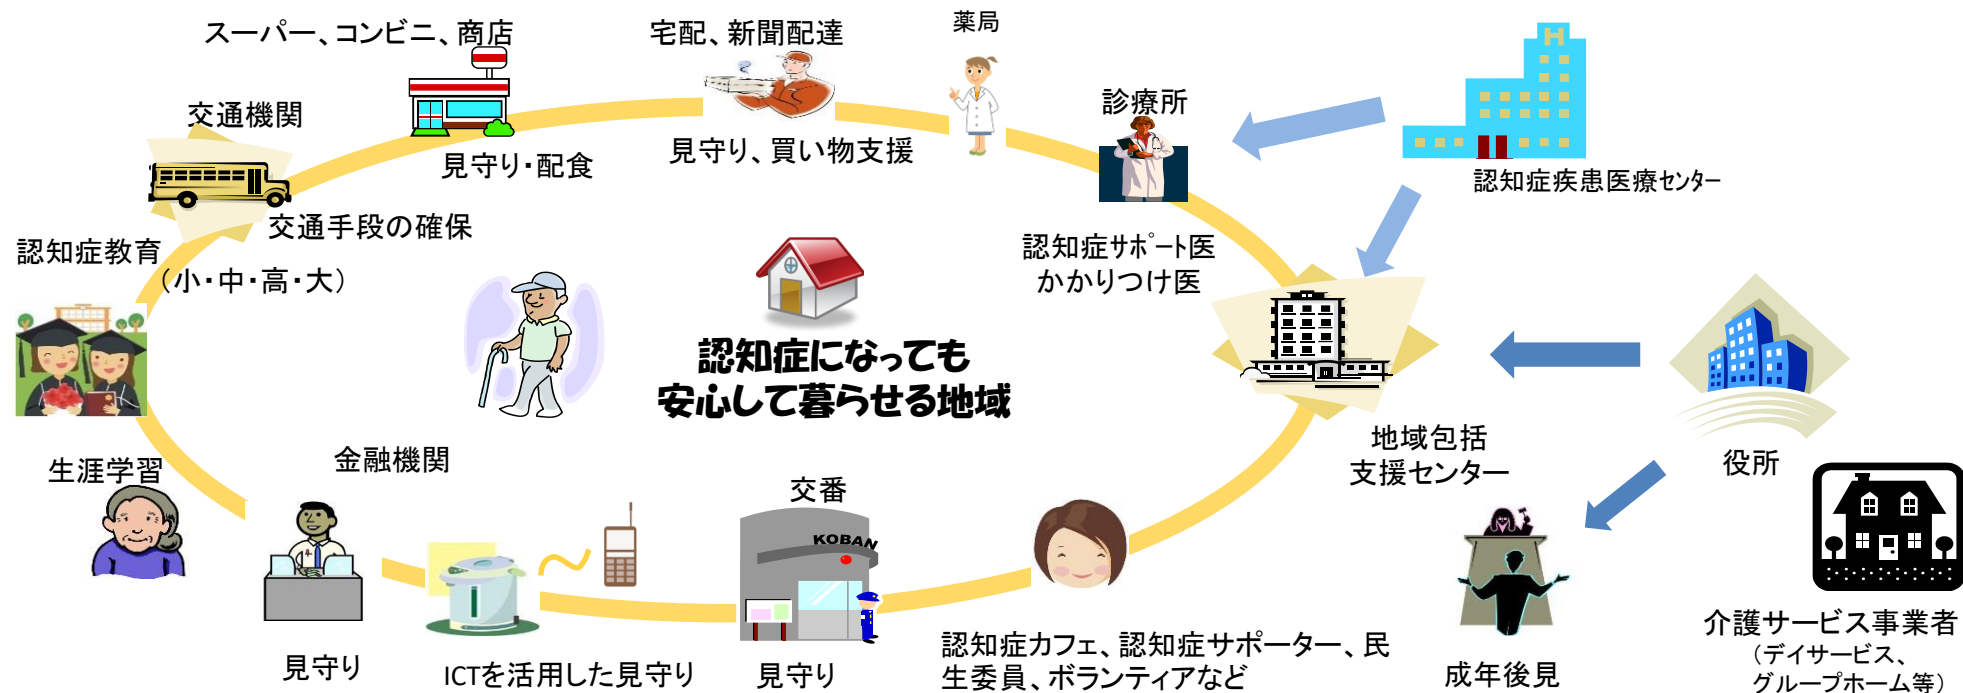 スーパー、コンビニ、商店
宅配、新聞配達
薬局
交通機関
診療所
H
見守り・配食
見守り、買い物支援
認知症疾患医療センター
交通手段の確保
認知症教育
（小・中・高・大）
認知症サポート医
かかりつけ医
認知症になっても
安心して暮らせる地域
地域包括
支援センター
役所
生涯学習
金融機関
交番
KOBAN
見守り
ICTを活用した見守り
見守り
認知症カフェ、認知症サポーター、民
生委員、ボランティアなど
成年後見
介護サービス事業者
（デイサービス、
グループホーム等）